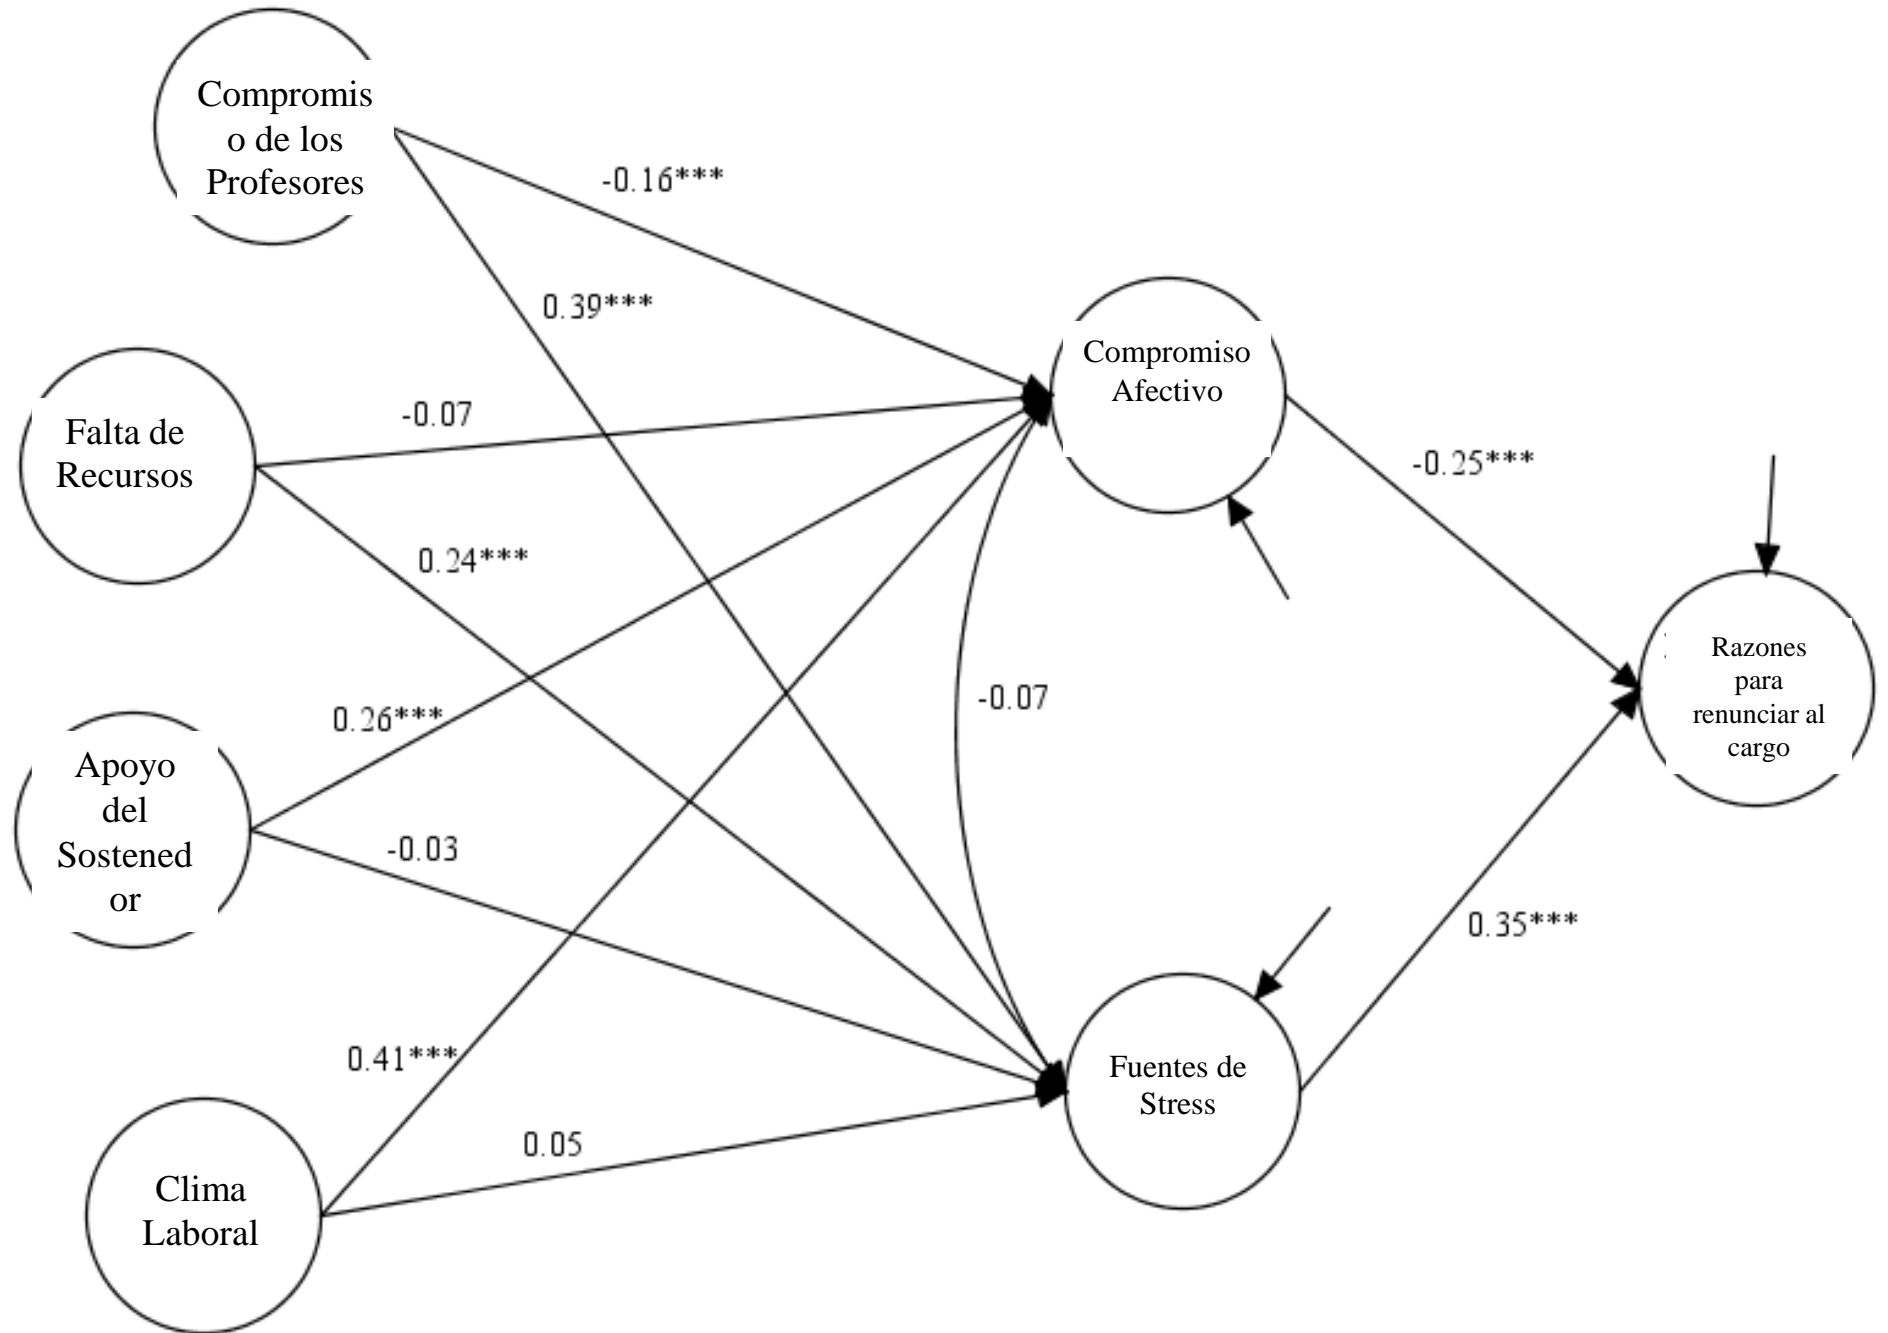 Compromis
o de los
Profesores
-0.16***
0.39***
Compromiso
Afectivo
-0.07
Falta de
Recursos
-0.25***
0.24***
Razones
para
renunciar al
cargo
-0.07
0.26***
Apoyo
del
Sostened
or
-0.03
0.35***
0.41***
Fuentes de
Stress
0.05
Clima
Laboral